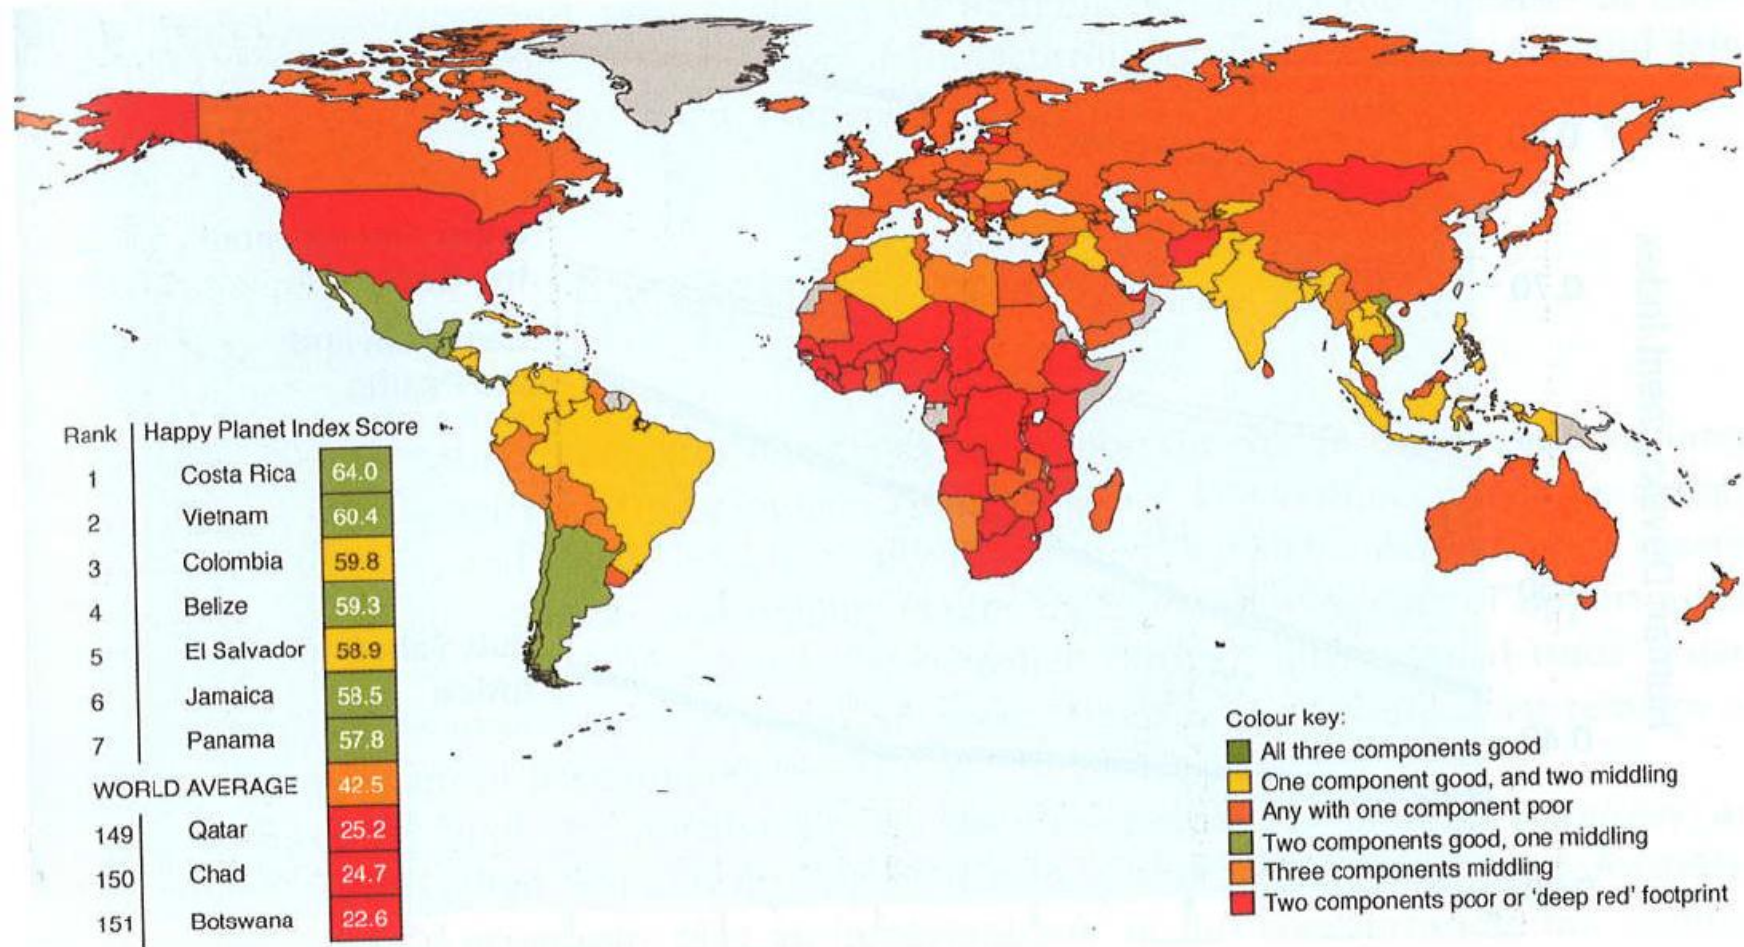 Rank Happy Planet Index Score
1 Costa Rica 64.0
2 Vietnam 60.4
3 Colombia 59.8
4 Belize 59.3
5 El Salvador 58.9
6 Jamaica 58.5
7 Panama 57.8
WORLD AVERAGE 42.5
149 Qatar 25.2
150 Chad 24.7
151 Botswana 22.6
Colour key:
All three components good
One component good, and two middling
Any with one component poor
Two components good, one middling
Three components middling
Two components poor or ‘deep red’ footprint